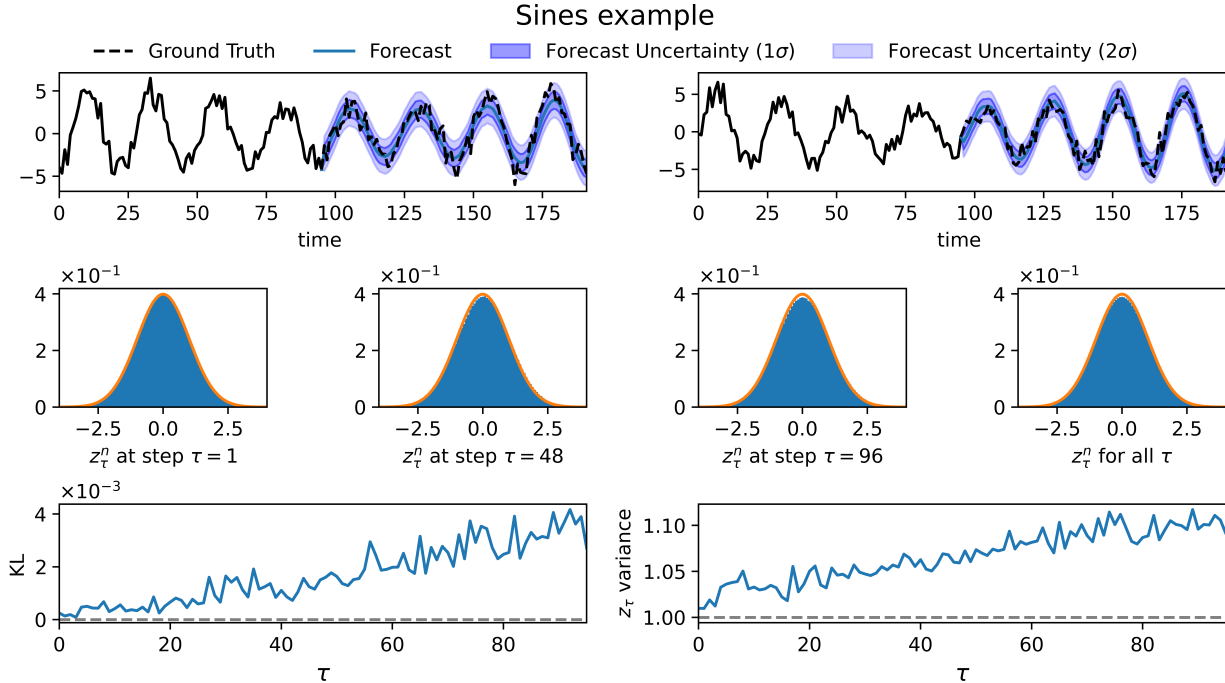 Sines example
Ground Truth Forecast Forecast Uncertainty (1σ) Forecast Uncertainty (2σ)
5 0 −5
0 25 50 75 100 125 150 175
time
5 0 −5
0 25 50 75 100 125 150 175
time
×10⁻¹
4 2 0
−2.5 0.0 2.5
zⁿ_τ at step τ = 1
×10⁻¹
4 2 0
−2.5 0.0 2.5
zⁿ_τ at step τ = 48
×10⁻¹
4 2 0
−2.5 0.0 2.5
zⁿ_τ at step τ = 96
×10⁻¹
4 2 0
−2.5 0.0 2.5
zⁿ_τ for all τ
×10⁻³
KL
4 2 0
0 20 40 60 80
τ
z_τ variance
1.10 1.05 1.00
0 20 40 60 80
τ